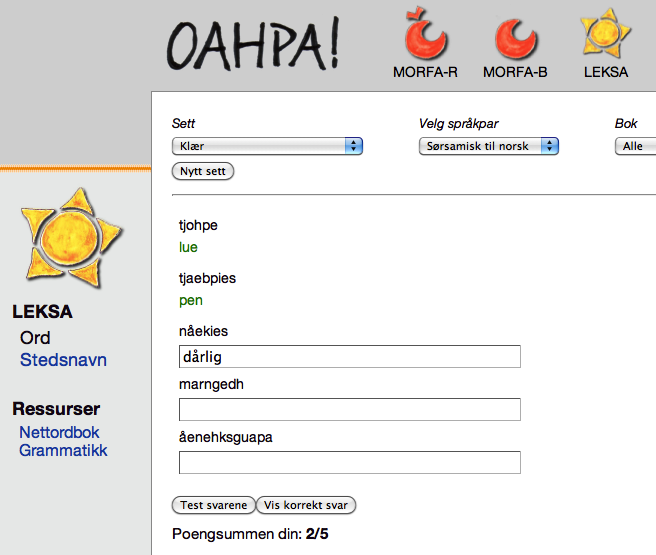 OAHPA!
MORFA-R
MORFA-B
LEKSA
Sett
Velg språkpar
Bok
Klær
Sørsamisk til norsk
Alle
Nytt sett
tjohpe
lue
tjaebpies
pen
nåekies
dårlig
marngedh
åenehksguapa
Test svarene
Vis korrekt svar
Poengsummen din: 2/5
LEKSA
Ord
Stedsnavn
Ressurser
Nettordbok
Grammatikk